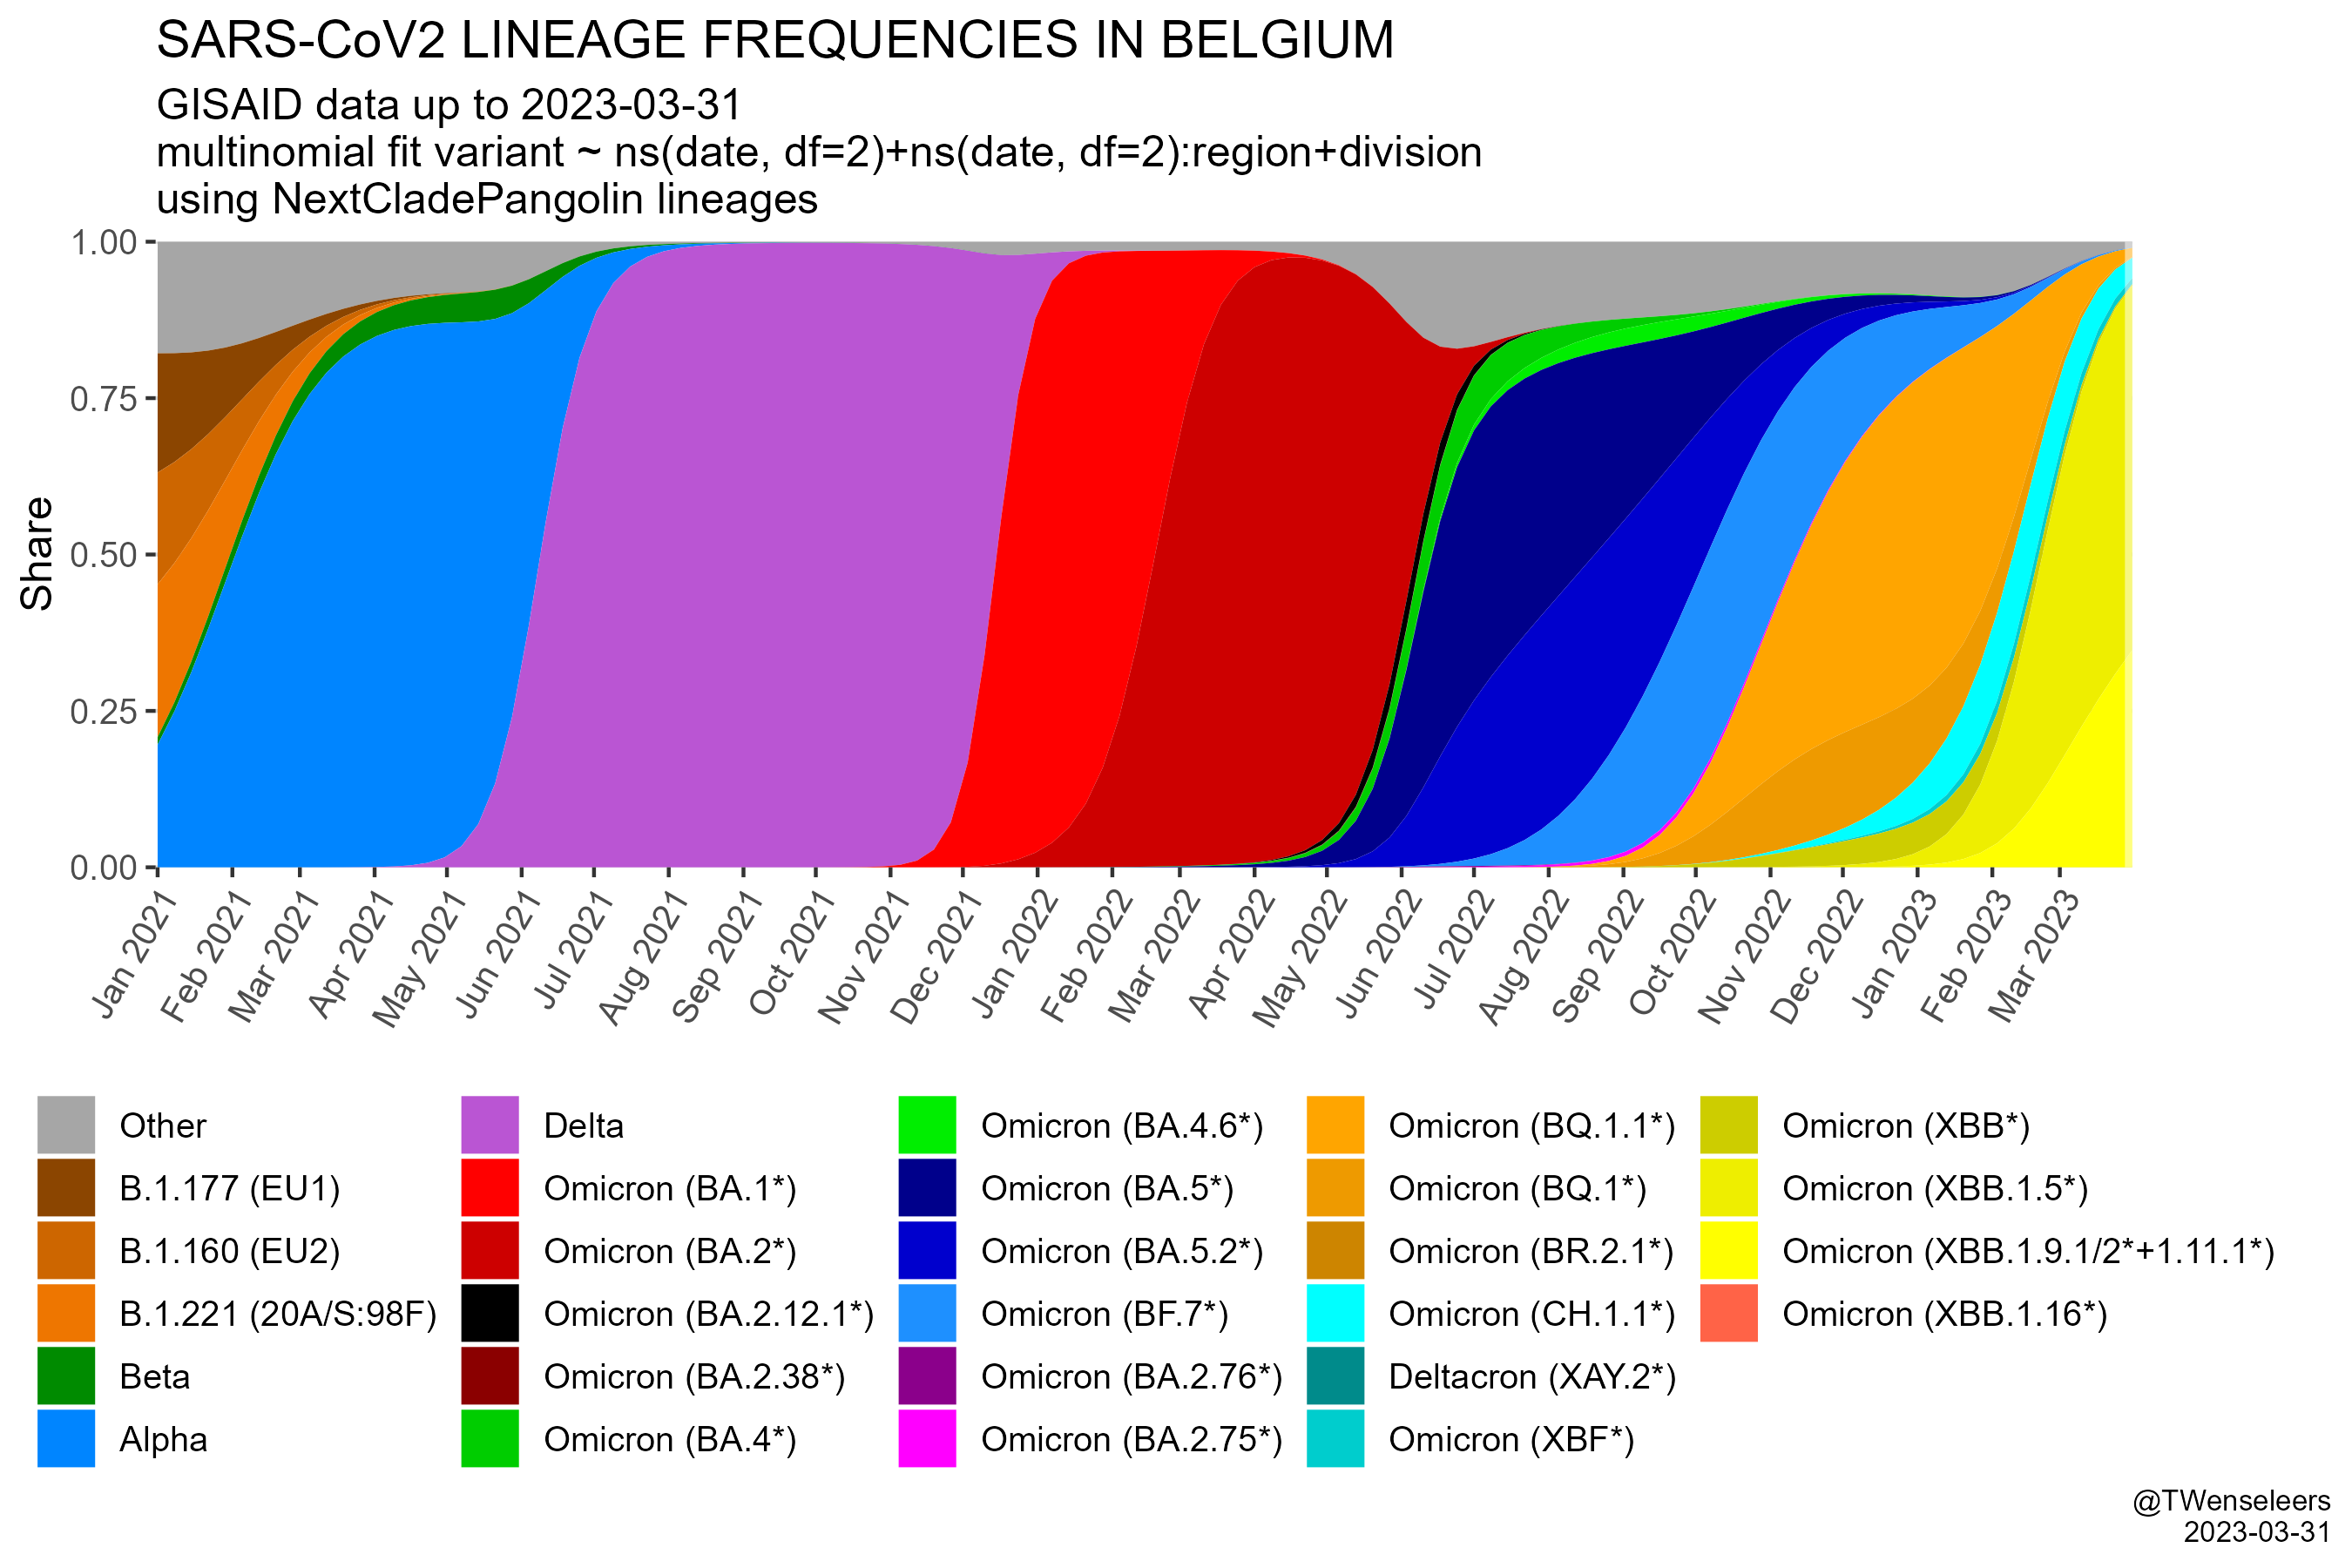 SARS-CoV2 LINEAGE FREQUENCIES IN BELGIUM
GISAID data up to 2023-03-31
multinomial fit variant ~ ns(date, df=2)+ns(date, df=2):region+division
using NextCladePangolin lineages
Share
1.00
0.75
0.50
0.25
0.00
Jan 2021
Feb 2021
Mar 2021
Apr 2021
May 2021
Jun 2021
Jul 2021
Aug 2021
Sep 2021
Oct 2021
Nov 2021
Dec 2021
Jan 2022
Feb 2022
Mar 2022
Apr 2022
May 2022
Jun 2022
Jul 2022
Aug 2022
Sep 2022
Oct 2022
Nov 2022
Dec 2022
Jan 2023
Feb 2023
Mar 2023
Other
B.1.177 (EU1)
B.1.160 (EU2)
B.1.221 (20A/S:98F)
Beta
Alpha
Delta
Omicron (BA.1*)
Omicron (BA.2*)
Omicron (BA.2.12.1*)
Omicron (BA.2.38*)
Omicron (BA.4*)
Omicron (BA.4.6*)
Omicron (BA.5*)
Omicron (BA.5.2*)
Omicron (BF.7*)
Omicron (BA.2.76*)
Omicron (BA.2.75*)
Omicron (BQ.1.1*)
Omicron (BQ.1*)
Omicron (BR.2.1*)
Omicron (CH.1.1*)
Deltacron (XAY.2*)
Omicron (XBF*)
Omicron (XBB*)
Omicron (XBB.1.5*)
Omicron (XBB.1.9.1/2*+1.11.1*)
Omicron (XBB.1.16*)
@TWenseleers
2023-03-31